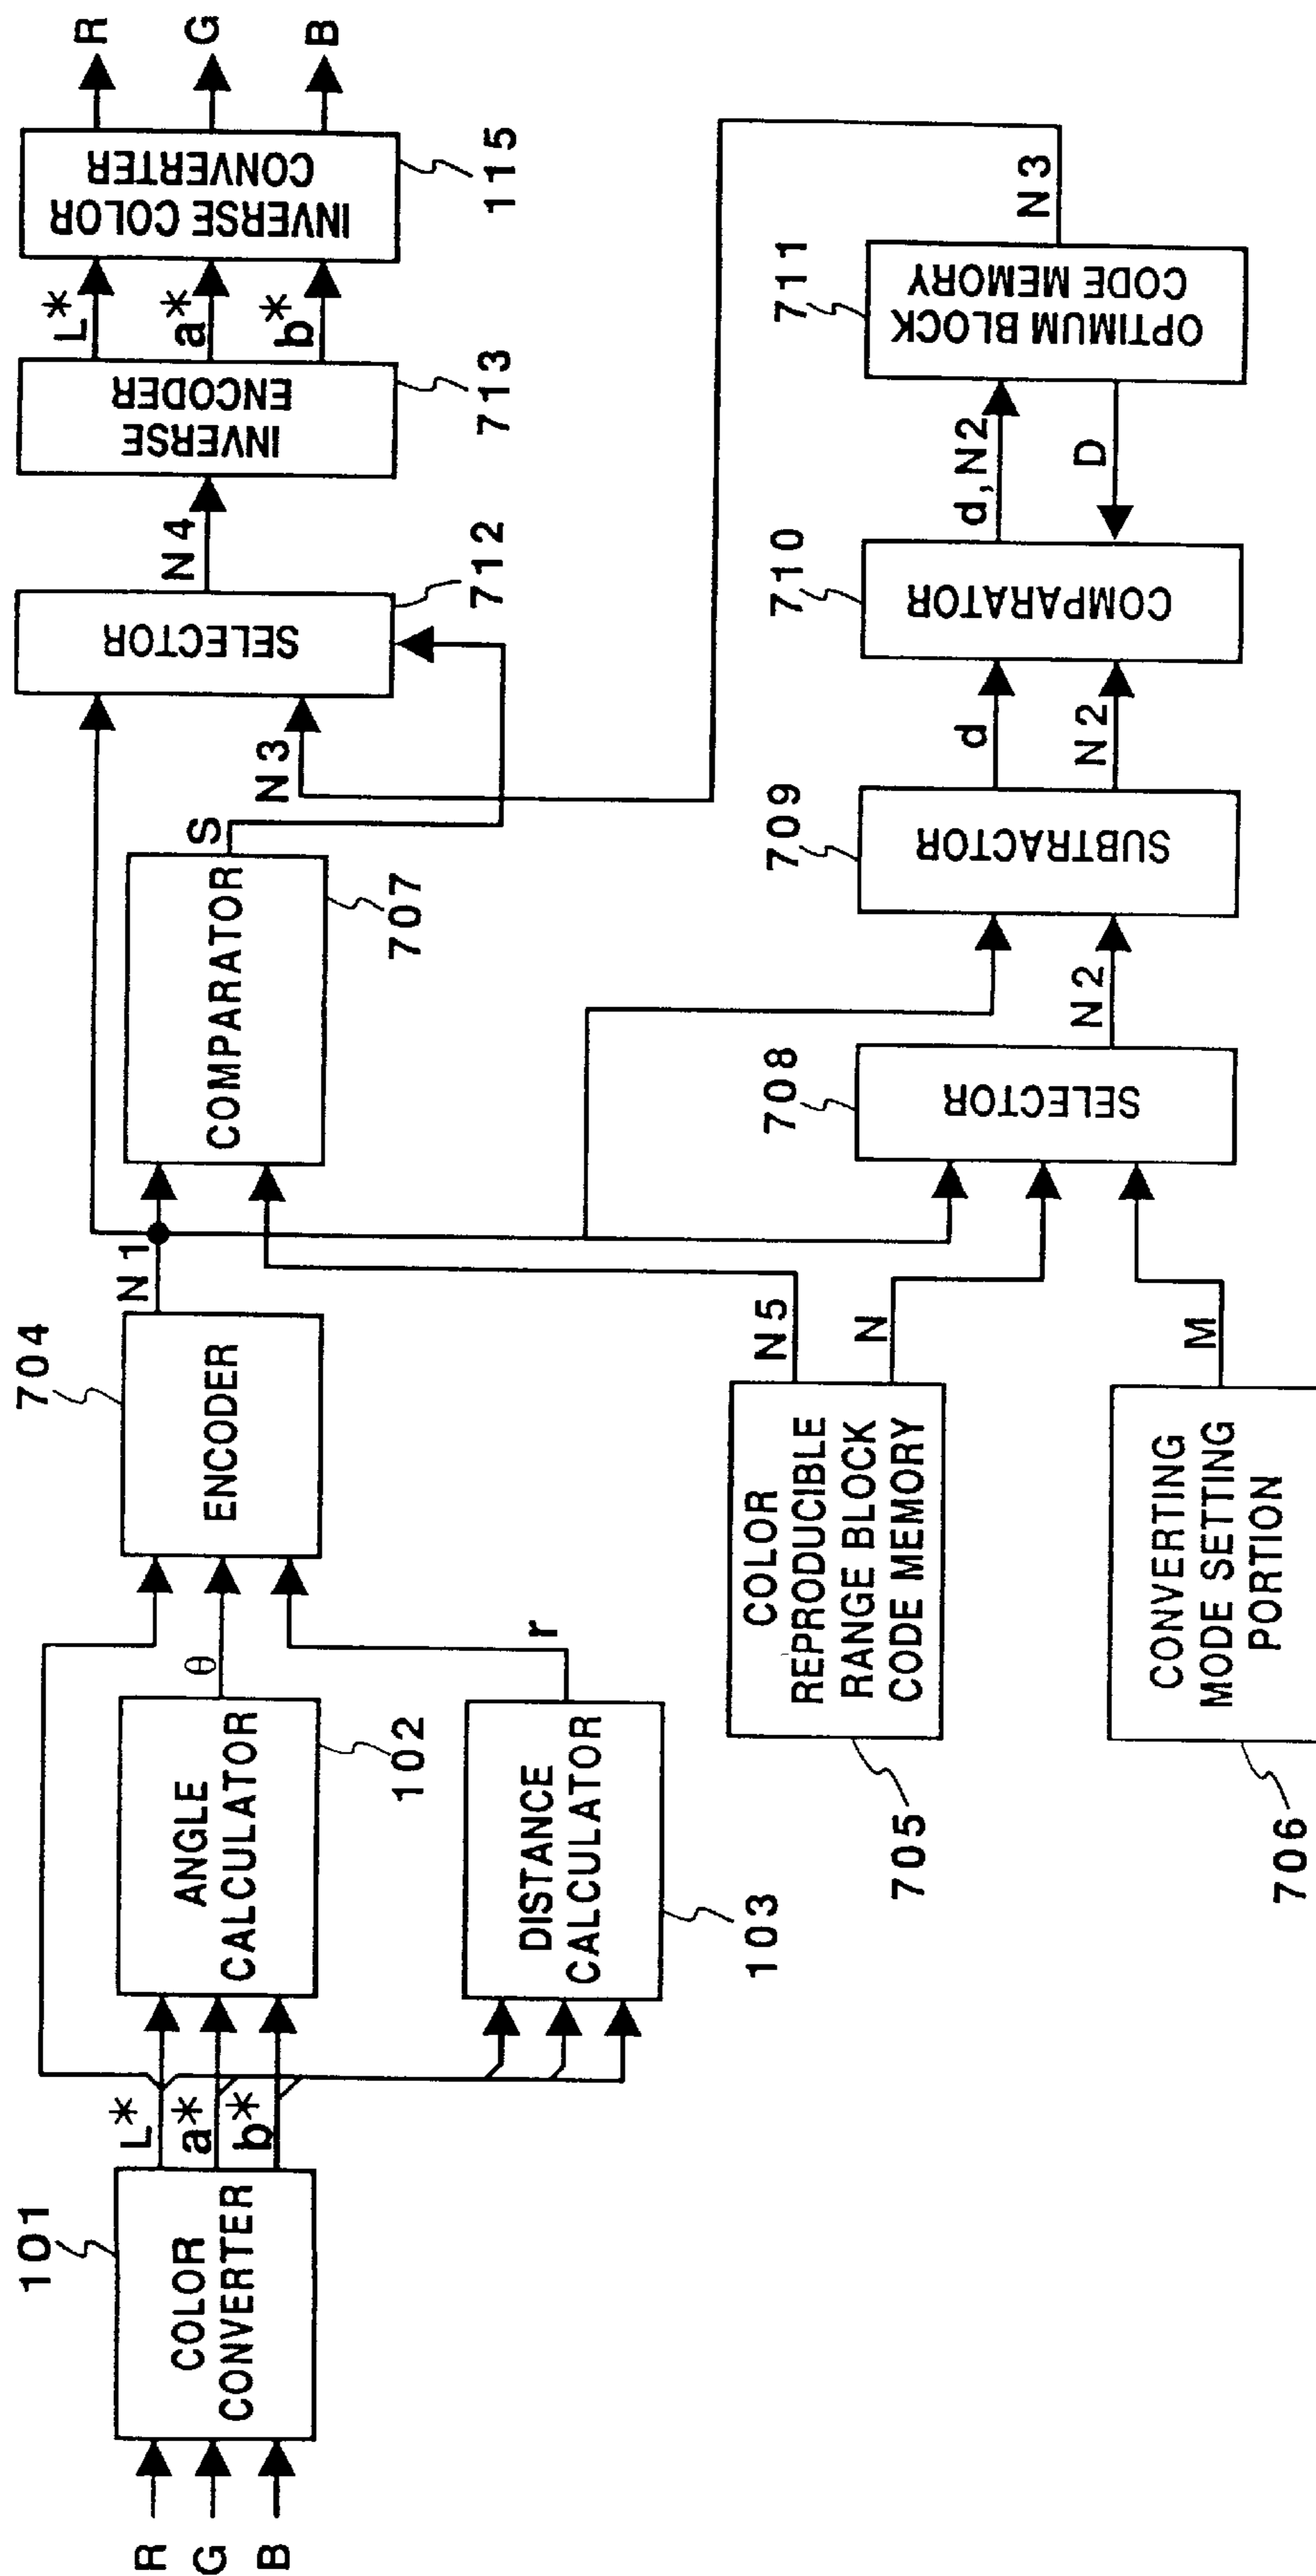 R
G
B
101
COLOR
CONVERTER
L*
a*
b*
ANGLE
CALCULATOR
102
DISTANCE
CALCULATOR
103
θ
r
704
ENCODER
N1
COMPARATOR
707
S
N3
SELECTOR
712
N4
INVERSE
ENCODER
713
L*
a*
b*
INVERSE COLOR
CONVERTER
115
R
G
B
COLOR
REPRODUCIBLE
RANGE BLOCK
CODE MEMORY
705
N5
N
CONVERTING
MODE SETTING
PORTION
706
M
708
SELECTOR
N2
709
SUBTRACTOR
d
N2
710
COMPARATOR
d,N2
D
711
OPTIMUM BLOCK
CODE MEMORY
N3